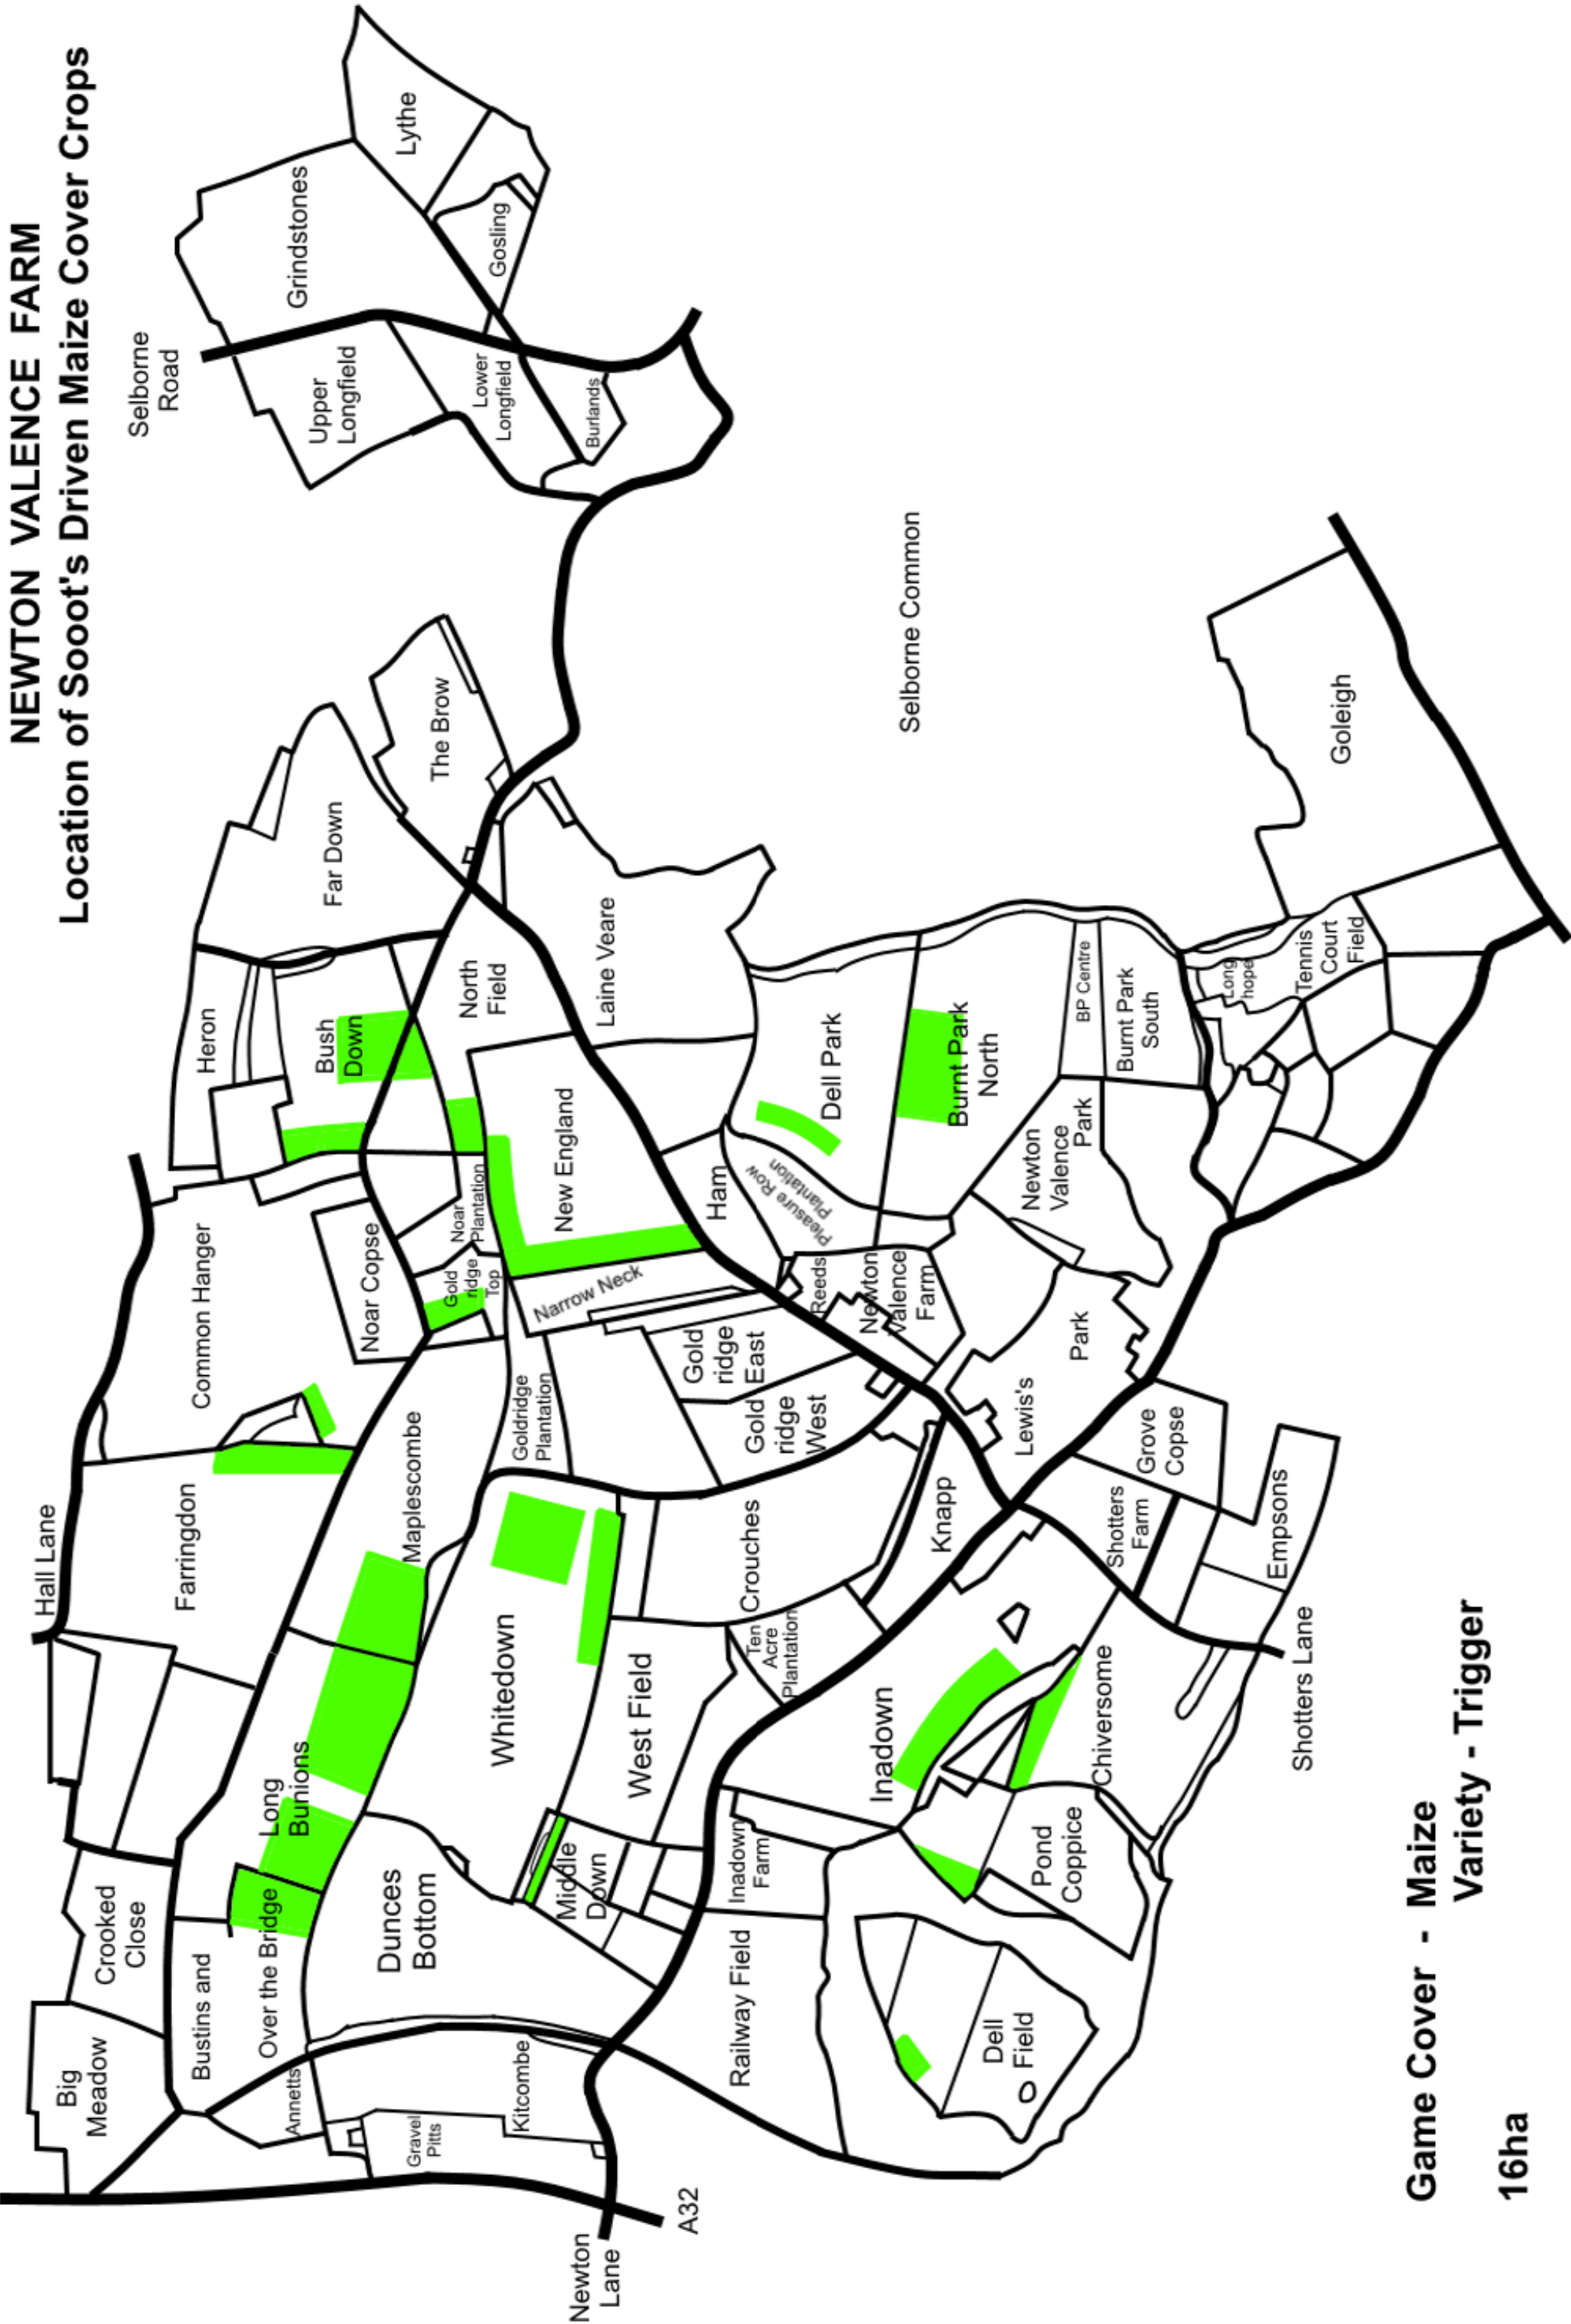 NEWTON VALENCE FARM
Location of Sooot's Driven Maize Cover Crops
Selborne
Road
Grindstones
Lythe
Gosling
Upper
Longfield
Lower
Longfield
Burlands
Selborne Common
Goleigh
The Brow
Far Down
Heron
Bush
Down
North
Field
Laine Veare
New England
Dell Park
Burnt Park
North
BP Centre
Burnt Park
South
Long
hope
Tennis
Court
Field
Newton
Valence
Park
Ham
Pleasure Row
Plantation
Noar
Plantation
Gold
ridge
Top
Narrow Neck
Noar Copse
Common Hanger
Reeds
Newton
Valence
Farm
Park
Lewis's
Gold
ridge
East
Gold
ridge
West
Goldridge
Plantation
Maplescombe
Farringdon
Hall Lane
Crouches
Knapp
Grove
Copse
Shotters
Farm
Empsons
Shotters Lane
Whitedown
West Field
Ten
Acre
Plantation
Inadown
Chiversome
Long
Bunions
Middle
Down
Inadown
Farm
Pond
Coppice
Dunces
Bottom
Crooked
Close
Bustins and
Over the Bridge
Big
Meadow
Annetts
Gravel
Pitts
Kitcombe
Railway Field
Dell
Field
Newton
Lane
A32
Game Cover - Maize
Variety - Trigger
16ha